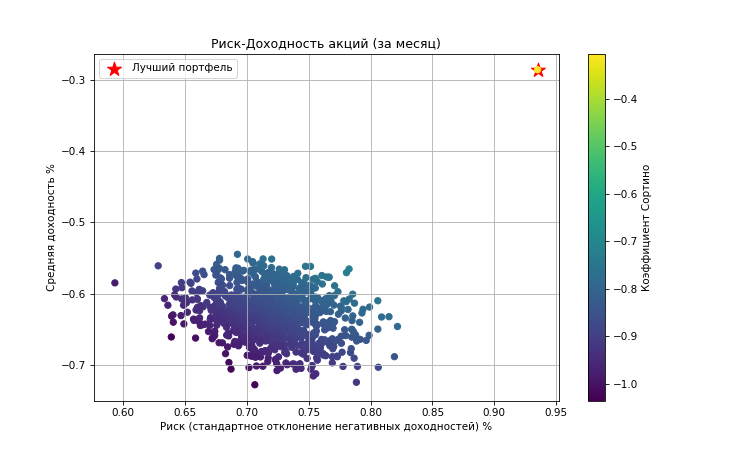 Риск-Доходность акций (за месяц)
Лучший портфель
Средняя доходность %
−0.3
−0.4
−0.5
−0.6
−0.7
0.60 0.65 0.70 0.75 0.80 0.85 0.90 0.95
Риск (стандартное отклонение негативных доходностей) %
−0.4
−0.5
−0.6
−0.7
−0.8
−0.9
−1.0
Коэффициент Сортино